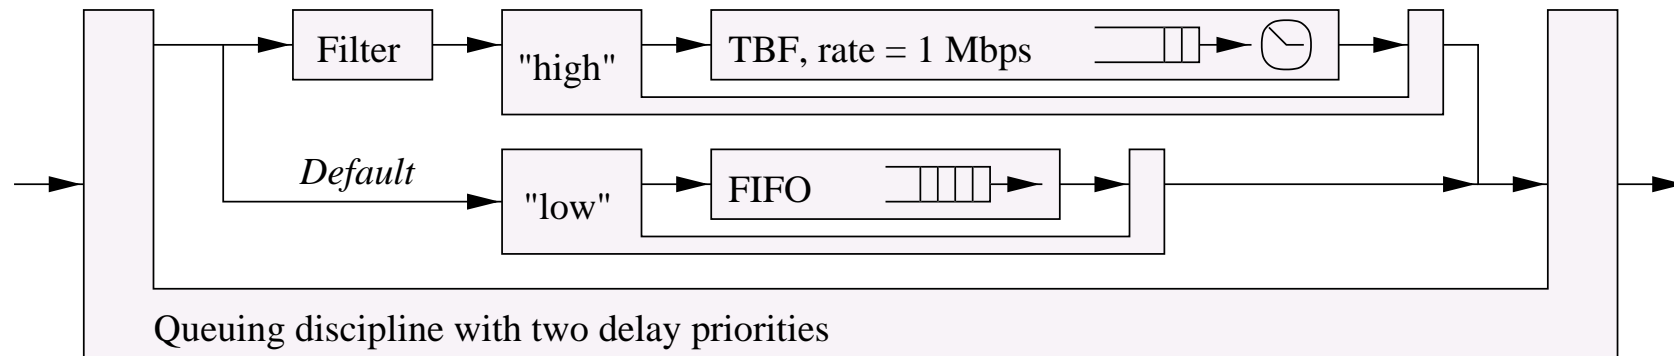 Filter
"high"
TBF, rate = 1 Mbps
Default
"low"
FIFO
Queuing discipline with two delay priorities